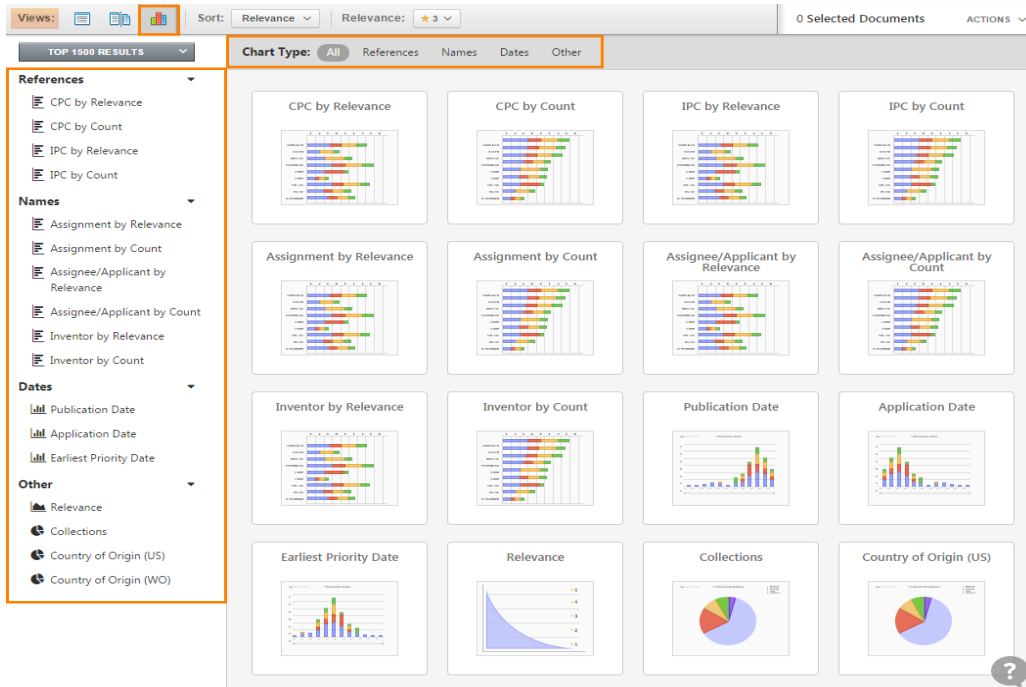 Views:
Sort:
Relevance
Relevance:
★ 3
0 Selected Documents
ACTIONS
TOP 1500 RESULTS
Chart Type:
All
References
Names
Dates
Other
References
CPC by Relevance
CPC by Count
IPC by Relevance
IPC by Count
Names
Assignment by Relevance
Assignment by Count
Assignee/Applicant by
Relevance
Assignee/Applicant by Count
Inventor by Relevance
Inventor by Count
Dates
Publication Date
Application Date
Earliest Priority Date
Other
Relevance
Collections
Country of Origin (US)
Country of Origin (WO)
CPC by Relevance
CPC by Count
IPC by Relevance
IPC by Count
Assignment by Relevance
Assignment by Count
Assignee/Applicant by
Relevance
Assignee/Applicant by
Count
Inventor by Relevance
Inventor by Count
Publication Date
Application Date
Earliest Priority Date
Relevance
5
4
3
2
1
Collections
Country of Origin (US)
?